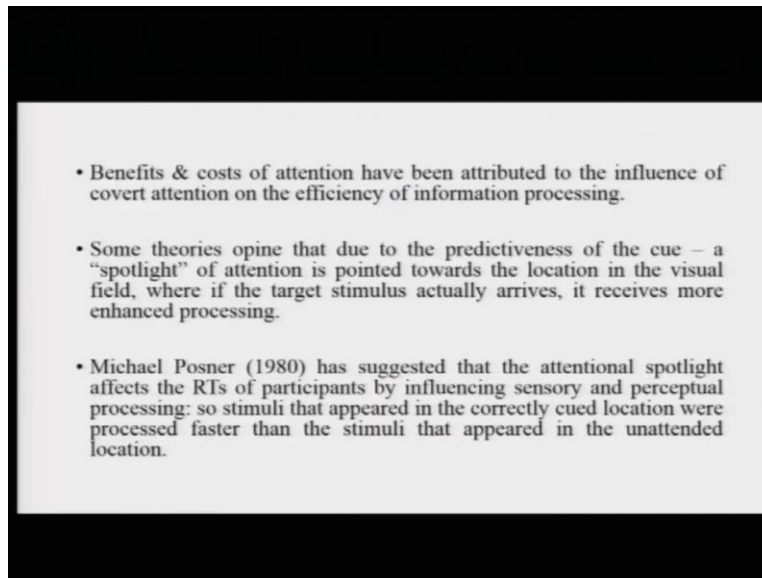 • Benefits & costs of attention have been attributed to the influence of
covert attention on the efficiency of information processing.
• Some theories opine that due to the predictiveness of the cue – a
“spotlight” of attention is pointed towards the location in the visual
field, where if the target stimulus actually arrives, it receives more
enhanced processing.
• Michael Posner (1980) has suggested that the attentional spotlight
affects the RTs of participants by influencing sensory and perceptual
processing: so stimuli that appeared in the correctly cued location were
processed faster than the stimuli that appeared in the unattended
location.